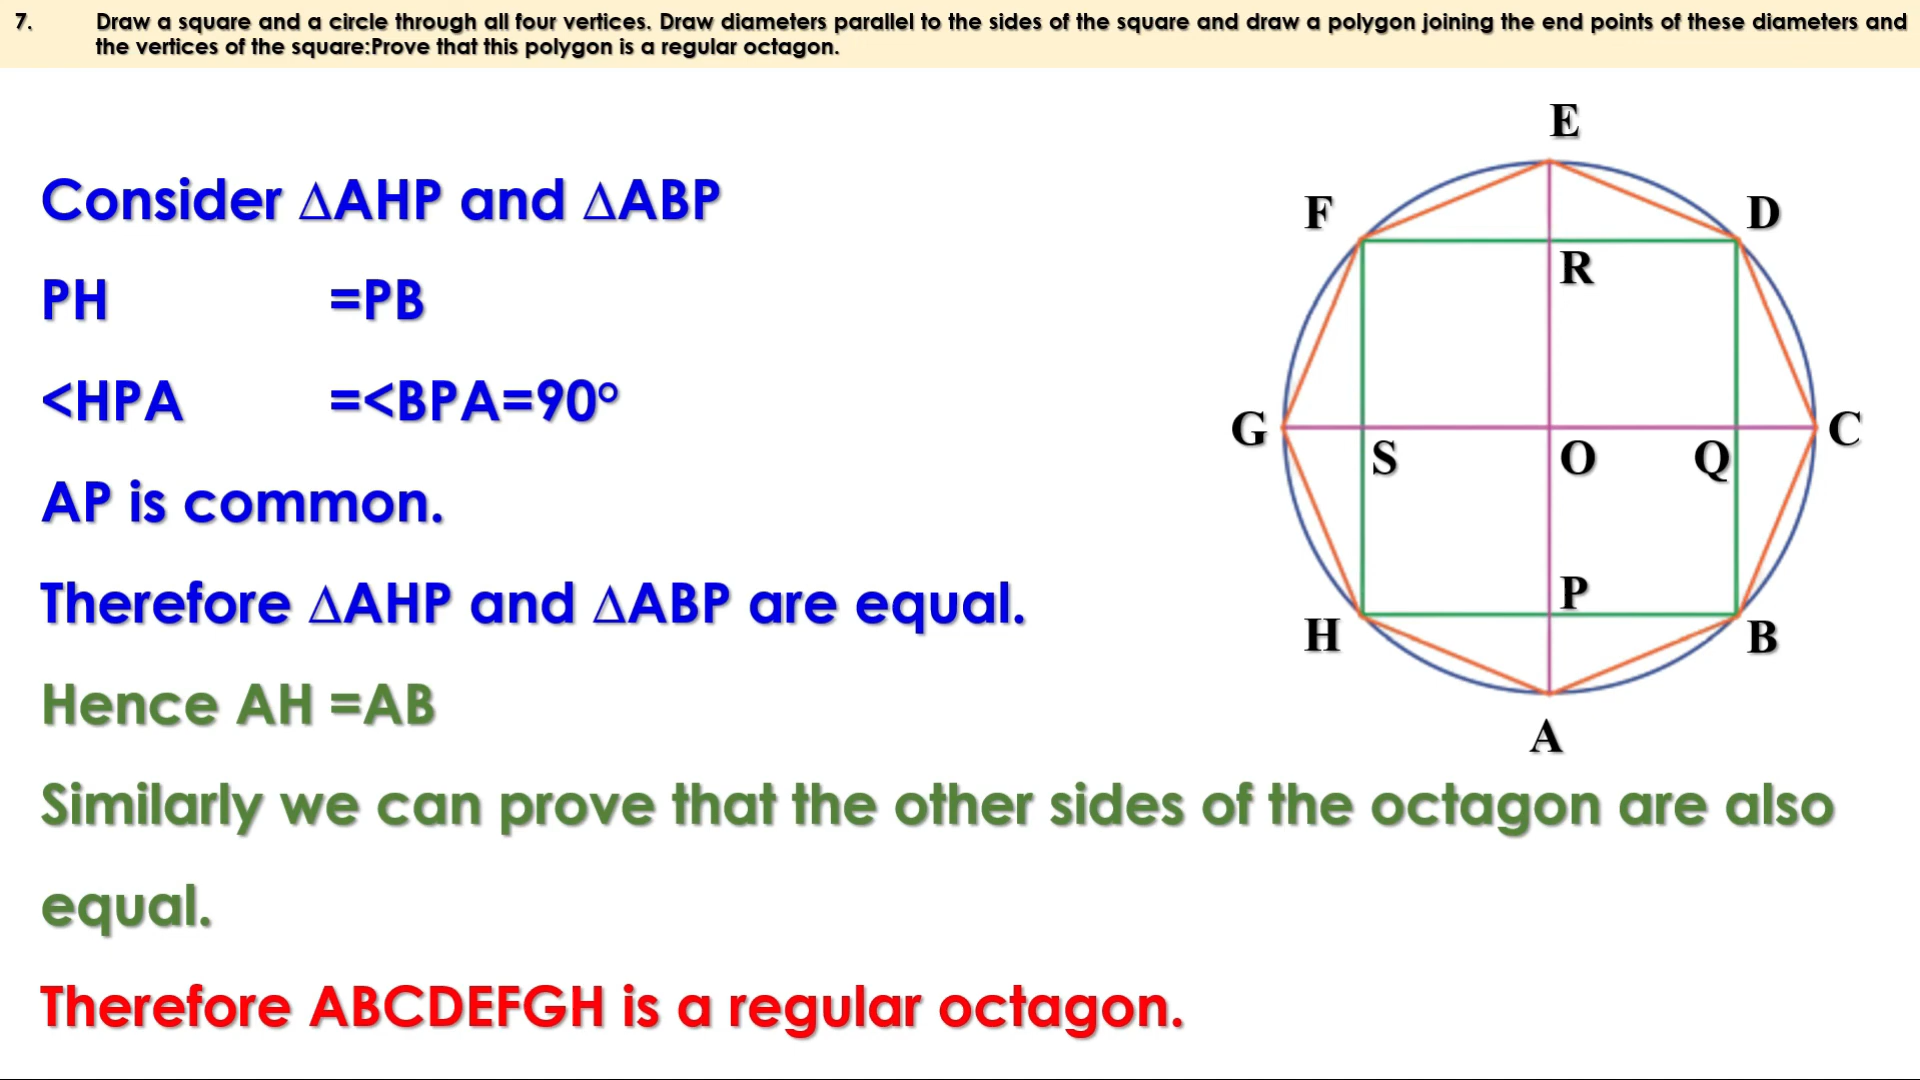 7. Draw a square and a circle through all four vertices. Draw diameters parallel to the sides of the square and draw a polygon joining the end points of these diameters and
the vertices of the square:Prove that this polygon is a regular octagon.
Consider ΔAHP and ΔABP
PH =PB
<HPA =<BPA=90°
AP is common.
Therefore ΔAHP and ΔABP are equal.
Hence AH =AB
Similarly we can prove that the other sides of the octagon are also
equal.
Therefore ABCDEFGH is a regular octagon.
E
F D
R
G C
S O Q
P
H B
A